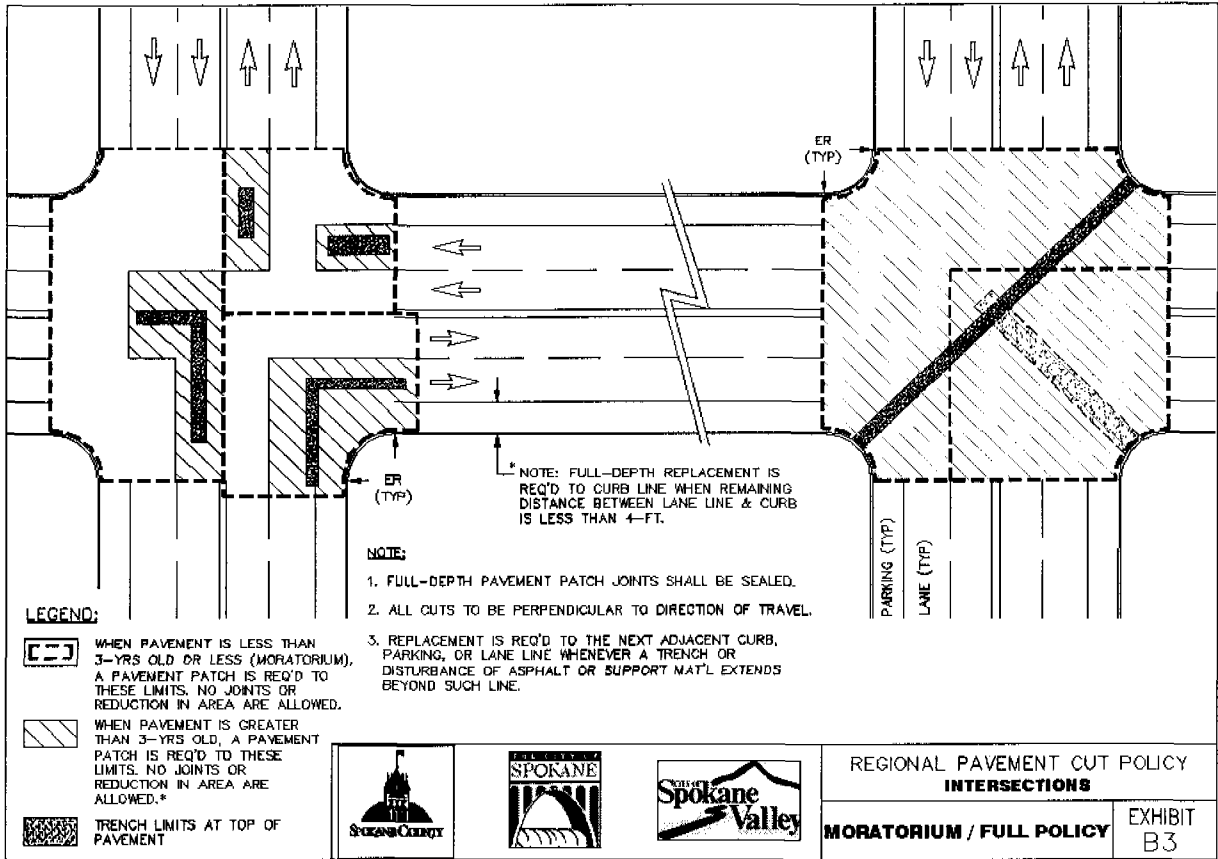 ER
(TYP)
ER
(TYP)
* NOTE: FULL-DEPTH REPLACEMENT IS
REQ'D TO CURB LINE WHEN REMAINING
DISTANCE BETWEEN LANE LINE & CURB
IS LESS THAN 4-FT.
PARKING (TYP)
LANE (TYP)
NOTE:
1. FULL-DEPTH PAVEMENT PATCH JOINTS SHALL BE SEALED.
2. ALL CUTS TO BE PERPENDICULAR TO DIRECTION OF TRAVEL.
3. REPLACEMENT IS REQ'D TO THE NEXT ADJACENT CURB,
PARKING, OR LANE LINE WHENEVER A TRENCH OR
DISTURBANCE OF ASPHALT OR SUPPORT MAT'L EXTENDS
BEYOND SUCH LINE.
LEGEND:
WHEN PAVEMENT IS LESS THAN
3-YRS OLD OR LESS (MORATORIUM),
A PAVEMENT PATCH IS REQ'D TO
THESE LIMITS. NO JOINTS OR
REDUCTION IN AREA ARE ALLOWED.
WHEN PAVEMENT IS GREATER
THAN 3-YRS OLD, A PAVEMENT
PATCH IS REQ'D TO THESE
LIMITS. NO JOINTS OR
REDUCTION IN AREA ARE
ALLOWED.*
TRENCH LIMITS AT TOP OF
PAVEMENT
SPOKANE COUNTY
THE CITY OF
SPOKANE
CITY OF
Spokane
Valley
REGIONAL PAVEMENT CUT POLICY
INTERSECTIONS
MORATORIUM / FULL POLICY
EXHIBIT
B3